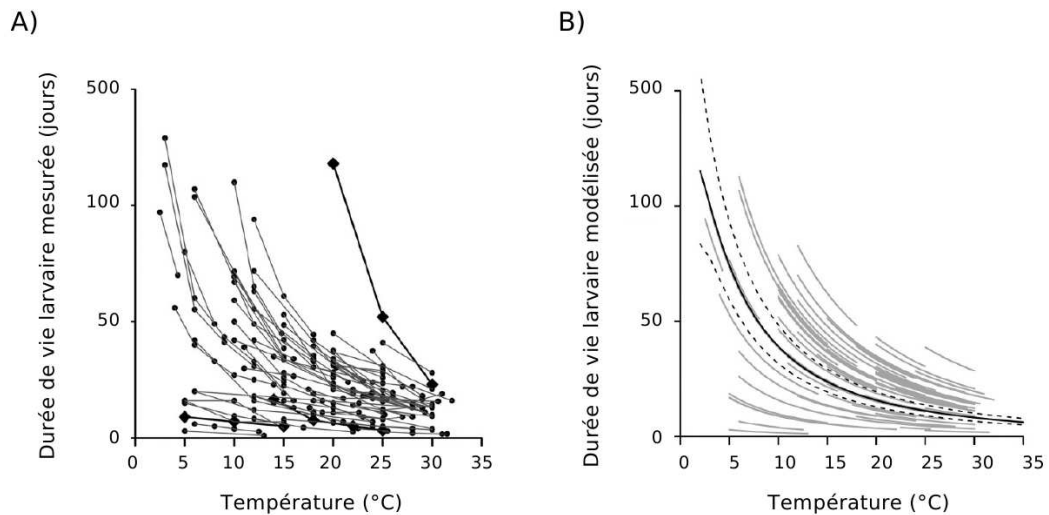 A)
Durée de vie larvaire mesurée (jours)
500
100
50
0
0 5 10 15 20 25 30 35
Température (°C)
B)
Durée de vie larvaire modélisée (jours)
500
100
50
0
0 5 10 15 20 25 30 35
Température (°C)